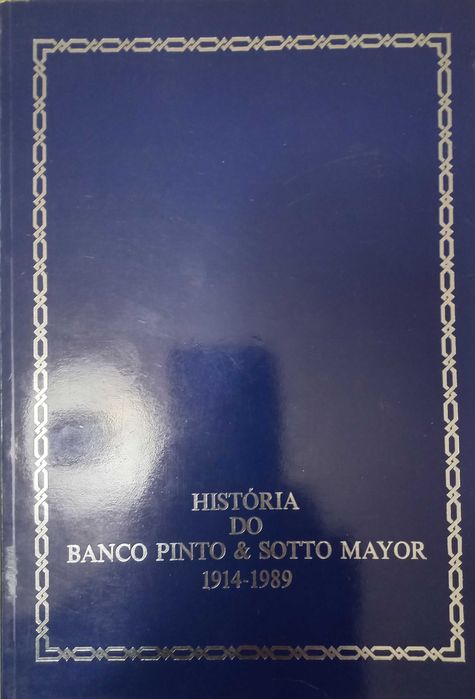 HISTÓRIA
DO
BANCO PINTO & SOTTO MAYOR
1914-1989